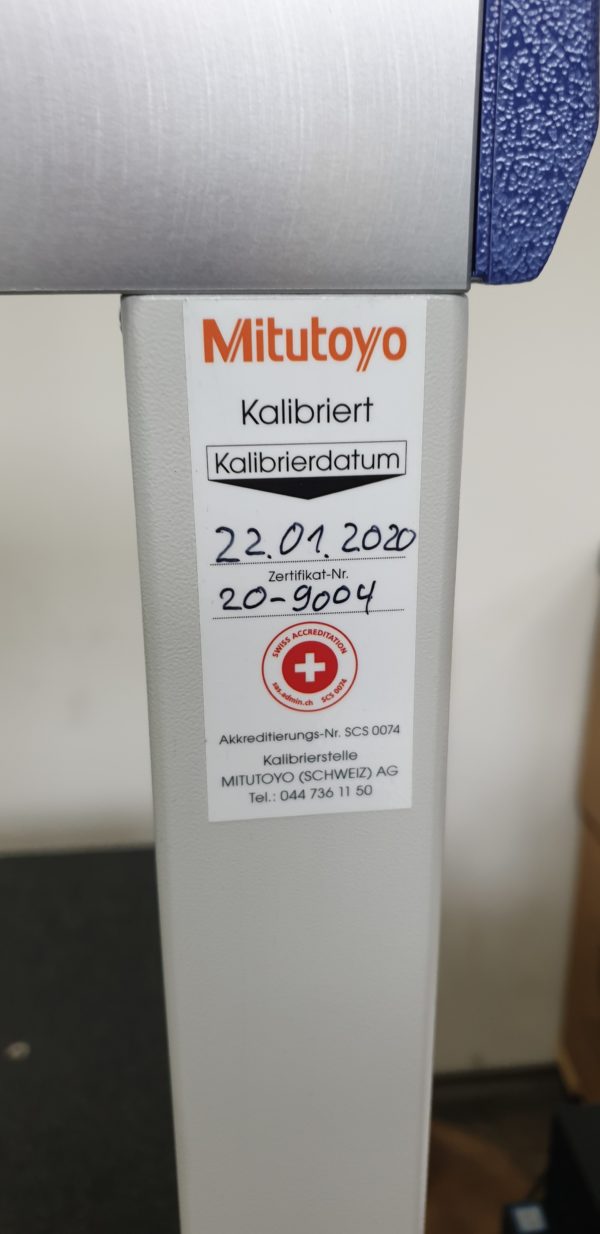 Mitutoyo
Kalibriert
Kalibrierdatum
22.01.2020
Zertifikat-Nr.
20-9004
SWISS ACCREDITATION
sas.admin.ch SCS 0074
Akkreditierungs-Nr. SCS 0074
Kalibrierstelle
MITUTOYO (SCHWEIZ) AG
Tel.: 044 736 11 50